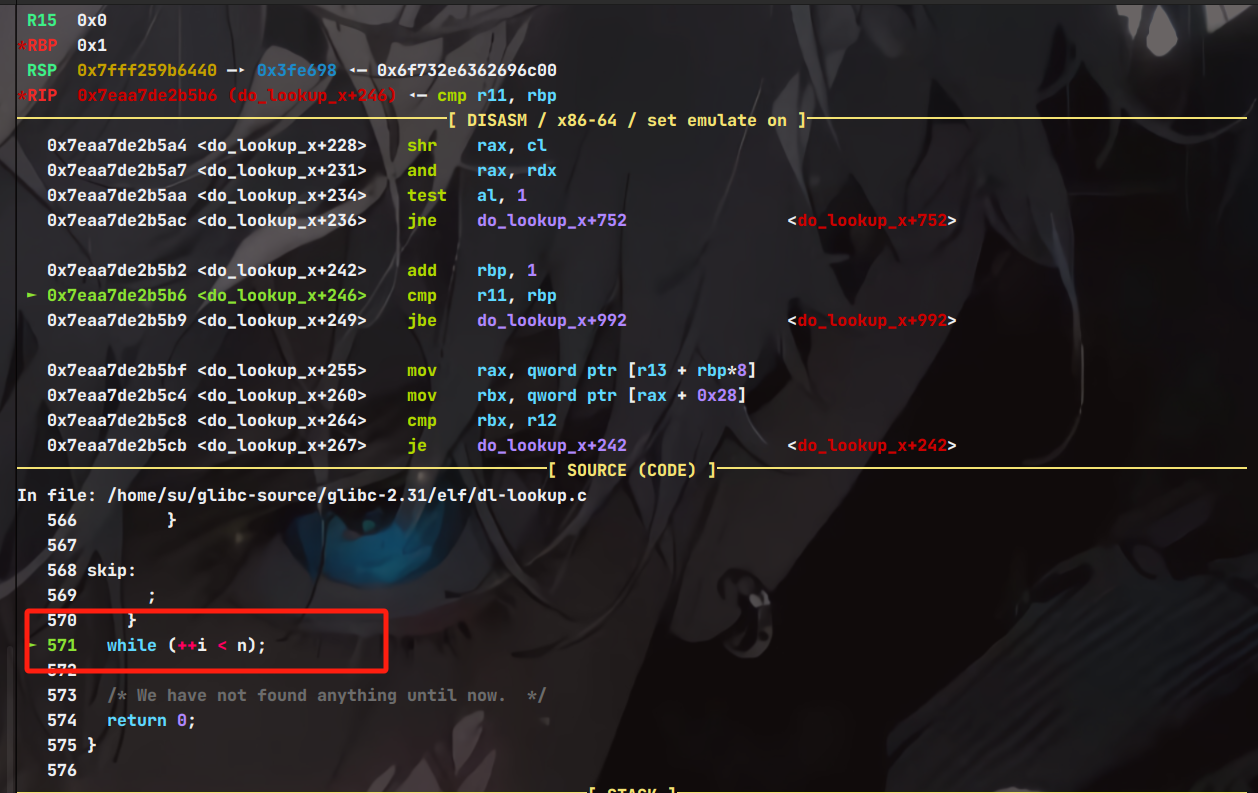 R15 0x0
*RBP 0x1
RSP 0x7fff259b6440 —▸ 0x3fe698 ◂— 0x6f732e6362696c00
*RIP 0x7eaa7de2b5b6 (do_lookup_x+246) ◂— cmp r11, rbp
[ DISASM / x86-64 / set emulate on ]
0x7eaa7de2b5a4 <do_lookup_x+228> shr rax, cl
0x7eaa7de2b5a7 <do_lookup_x+231> and rax, rdx
0x7eaa7de2b5aa <do_lookup_x+234> test al, 1
0x7eaa7de2b5ac <do_lookup_x+236> jne do_lookup_x+752 <do_lookup_x+752>
0x7eaa7de2b5b2 <do_lookup_x+242> add rbp, 1
► 0x7eaa7de2b5b6 <do_lookup_x+246> cmp r11, rbp
0x7eaa7de2b5b9 <do_lookup_x+249> jbe do_lookup_x+992 <do_lookup_x+992>
0x7eaa7de2b5bf <do_lookup_x+255> mov rax, qword ptr [r13 + rbp*8]
0x7eaa7de2b5c4 <do_lookup_x+260> mov rbx, qword ptr [rax + 0x28]
0x7eaa7de2b5c8 <do_lookup_x+264> cmp rbx, r12
0x7eaa7de2b5cb <do_lookup_x+267> je do_lookup_x+242 <do_lookup_x+242>
[ SOURCE (CODE) ]
In file: /home/su/glibc-source/glibc-2.31/elf/dl-lookup.c
566 }
567
568 skip:
569 ;
570 }
► 571 while (++i < n);
572
573 /* We have not found anything until now. */
574 return 0;
575 }
576
[ STACK ]